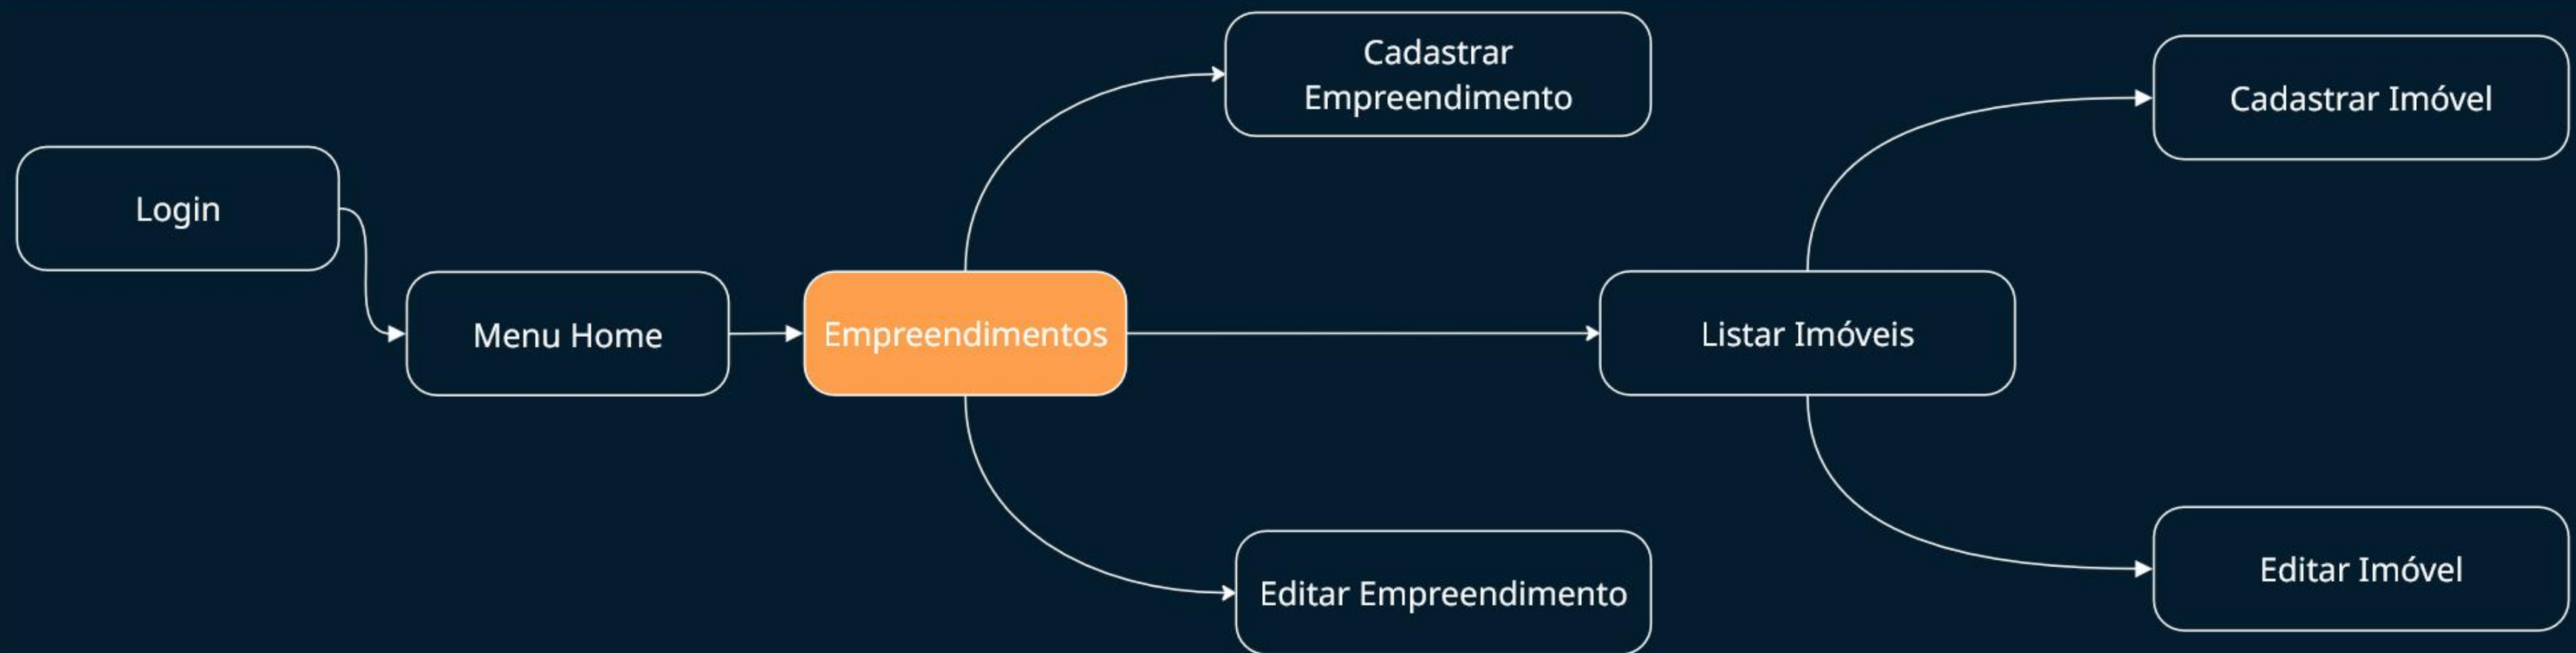 Login
Menu Home
Empreendimentos
Cadastrar
Empreendimento
Editar Empreendimento
Listar Imóveis
Cadastrar Imóvel
Editar Imóvel